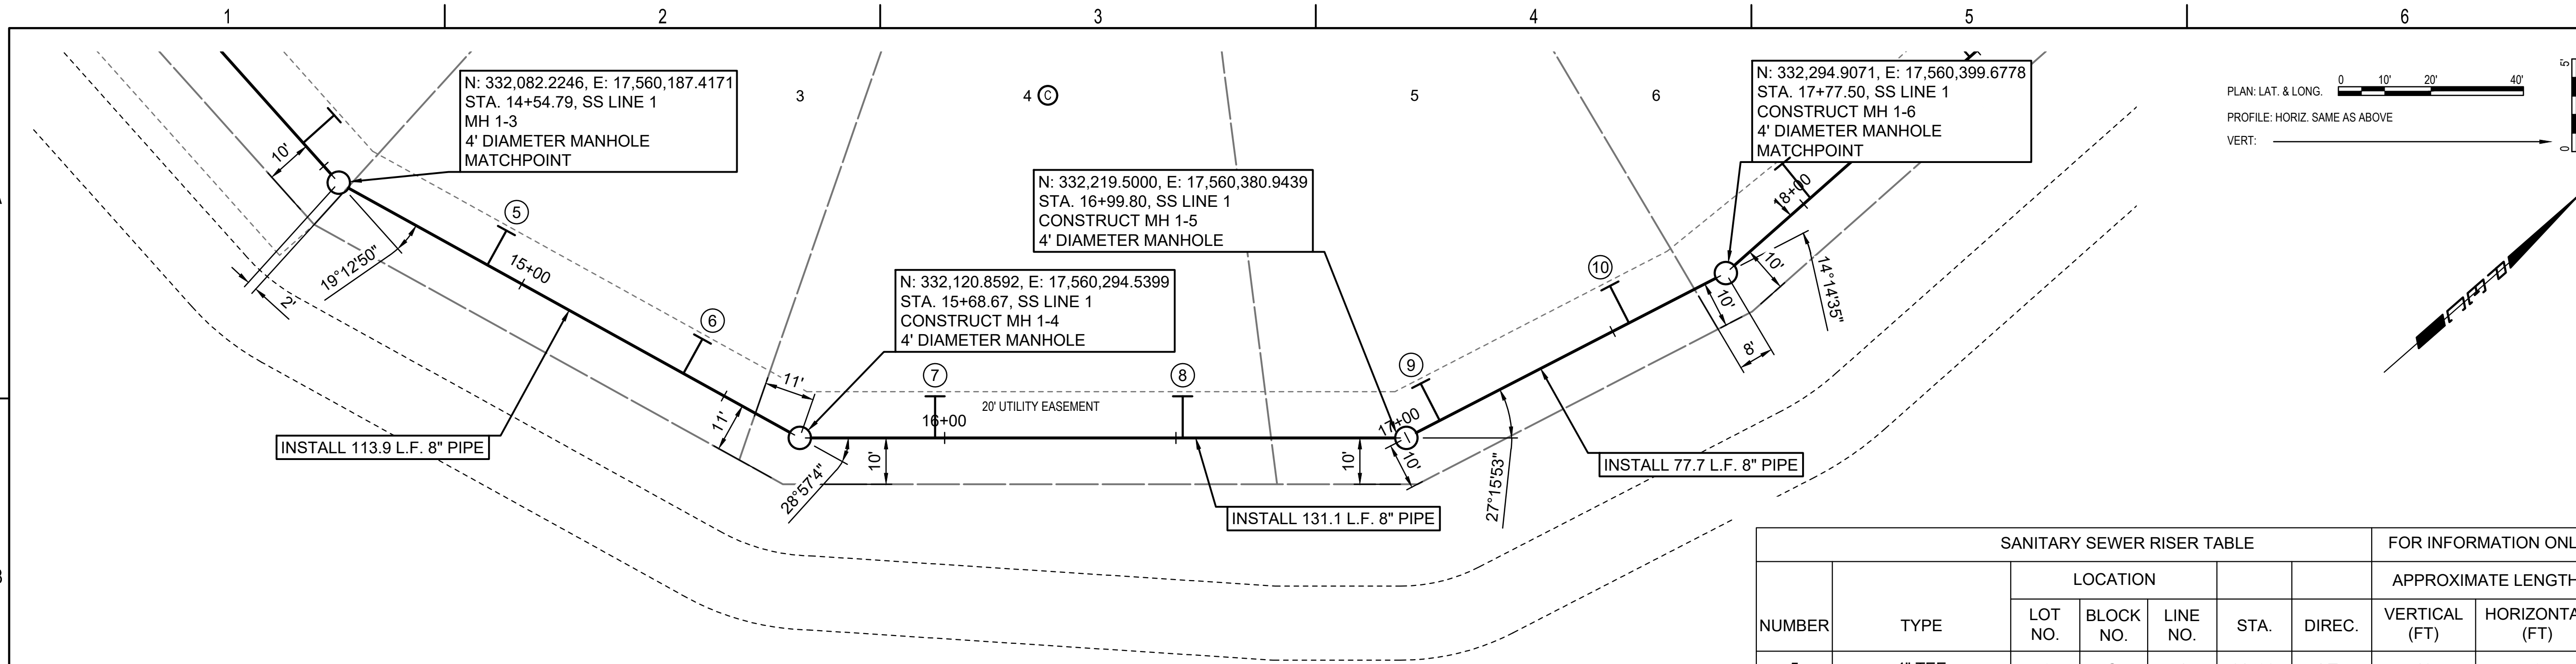 1
2
3
4
5
6
N: 332,082.2246, E: 17,560,187.4171
STA. 14+54.79, SS LINE 1
MH 1-3
4' DIAMETER MANHOLE
MATCHPOINT
3
4 C
5
6
N: 332,294.9071, E: 17,560,399.6778
STA. 17+77.50, SS LINE 1
CONSTRUCT MH 1-6
4' DIAMETER MANHOLE
MATCHPOINT
PLAN: LAT. & LONG.
0 10' 20' 40'
PROFILE: HORIZ. SAME AS ABOVE
VERT:
0
5'
10'
N: 332,219.5000, E: 17,560,380.9439
STA. 16+99.80, SS LINE 1
CONSTRUCT MH 1-5
4' DIAMETER MANHOLE
18+00
5
19°12'50"
15+00
2'
N: 332,120.8592, E: 17,560,294.5399
STA. 15+68.67, SS LINE 1
CONSTRUCT MH 1-4
4' DIAMETER MANHOLE
10
10'
14°14'35"
10'
8'
6
11'
11'
7
8
9
20' UTILITY EASEMENT
16+00
17+00
INSTALL 113.9 L.F. 8" PIPE
28°57'4"
10'
10'
10'
27°15'53"
INSTALL 77.7 L.F. 8" PIPE
INSTALL 131.1 L.F. 8" PIPE
SANITARY SEWER RISER TABLE
FOR INFORMATION ONL
LOCATION
APPROXIMATE LENGTH
NUMBER
TYPE
LOT
NO.
BLOCK
NO.
LINE
NO.
STA.
DIREC.
VERTICAL
(FT)
HORIZONTA
(FT)